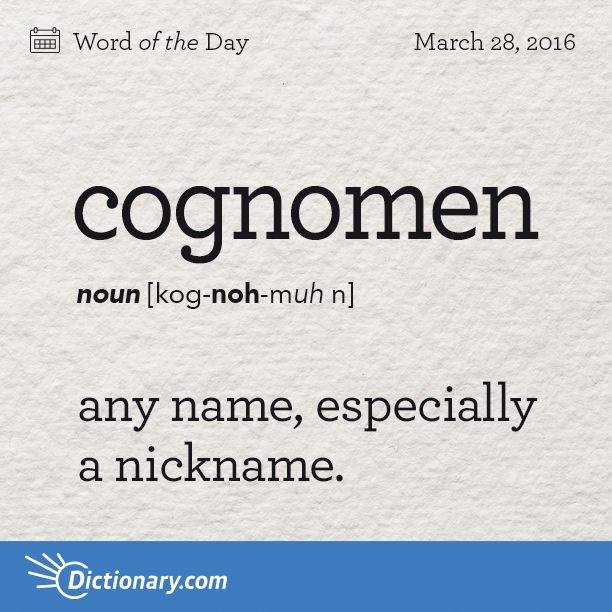 Word of the Day
March 28, 2016
cognomen
noun [kog-noh-muh n]
any name, especially
a nickname.
Dictionary.com